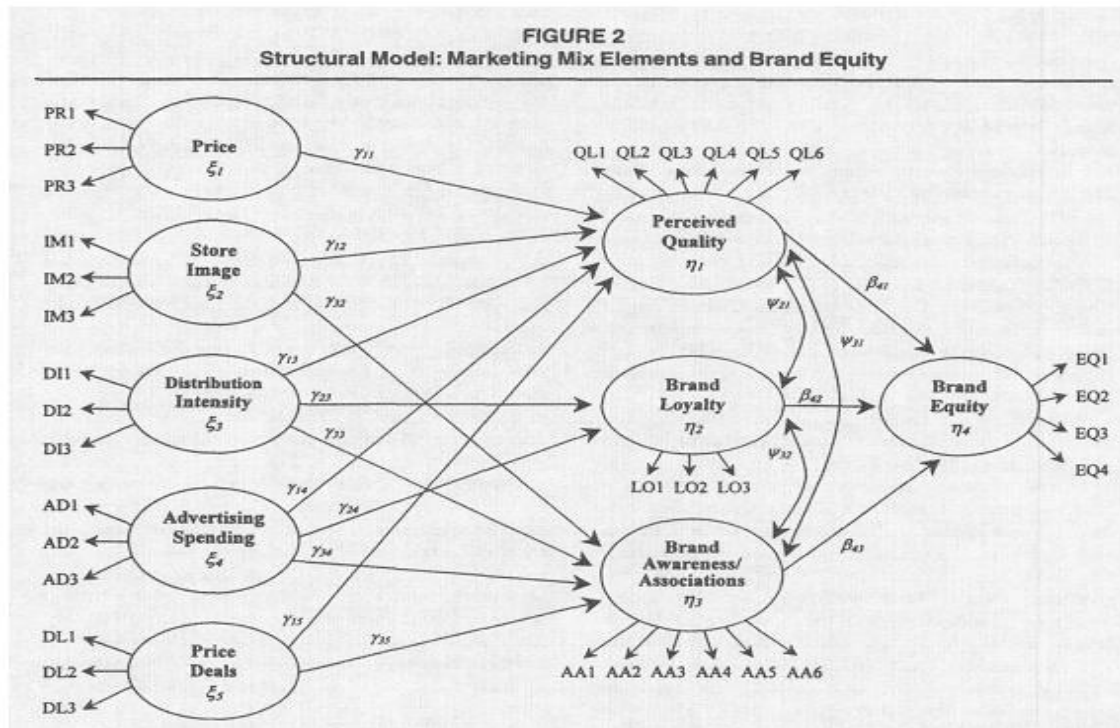 FIGURE 2
Structural Model: Marketing Mix Elements and Brand Equity
PR1
PR2
PR3
Price
ξ1
γ11
IM1
IM2
IM3
Store
Image
ξ2
γ12
γ32
DI1
DI2
DI3
Distribution
Intensity
ξ3
γ13
γ23
γ33
AD1
AD2
AD3
Advertising
Spending
ξ4
γ14
γ24
γ34
DL1
DL2
DL3
Price
Deals
ξ5
γ15
γ35
QL1 QL2 QL3 QL4 QL5 QL6
Perceived
Quality
η1
Brand
Loyalty
η2
LO1 LO2 LO3
Brand
Awareness/
Associations
η3
AA1 AA2 AA3 AA4 AA5 AA6
ψ21
ψ31
ψ32
β41
β42
β43
Brand
Equity
η4
EQ1
EQ2
EQ3
EQ4